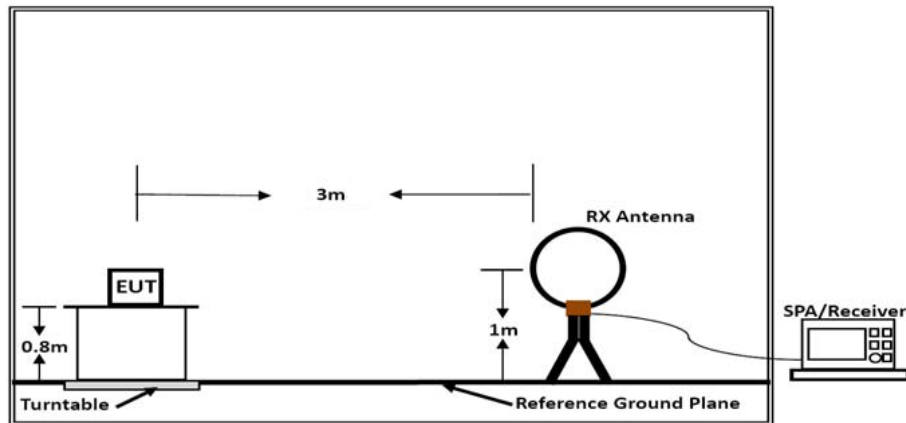 3m
RX Antenna
EUT
SPA/Receiver
1m
0.8m
Turntable
Reference Ground Plane